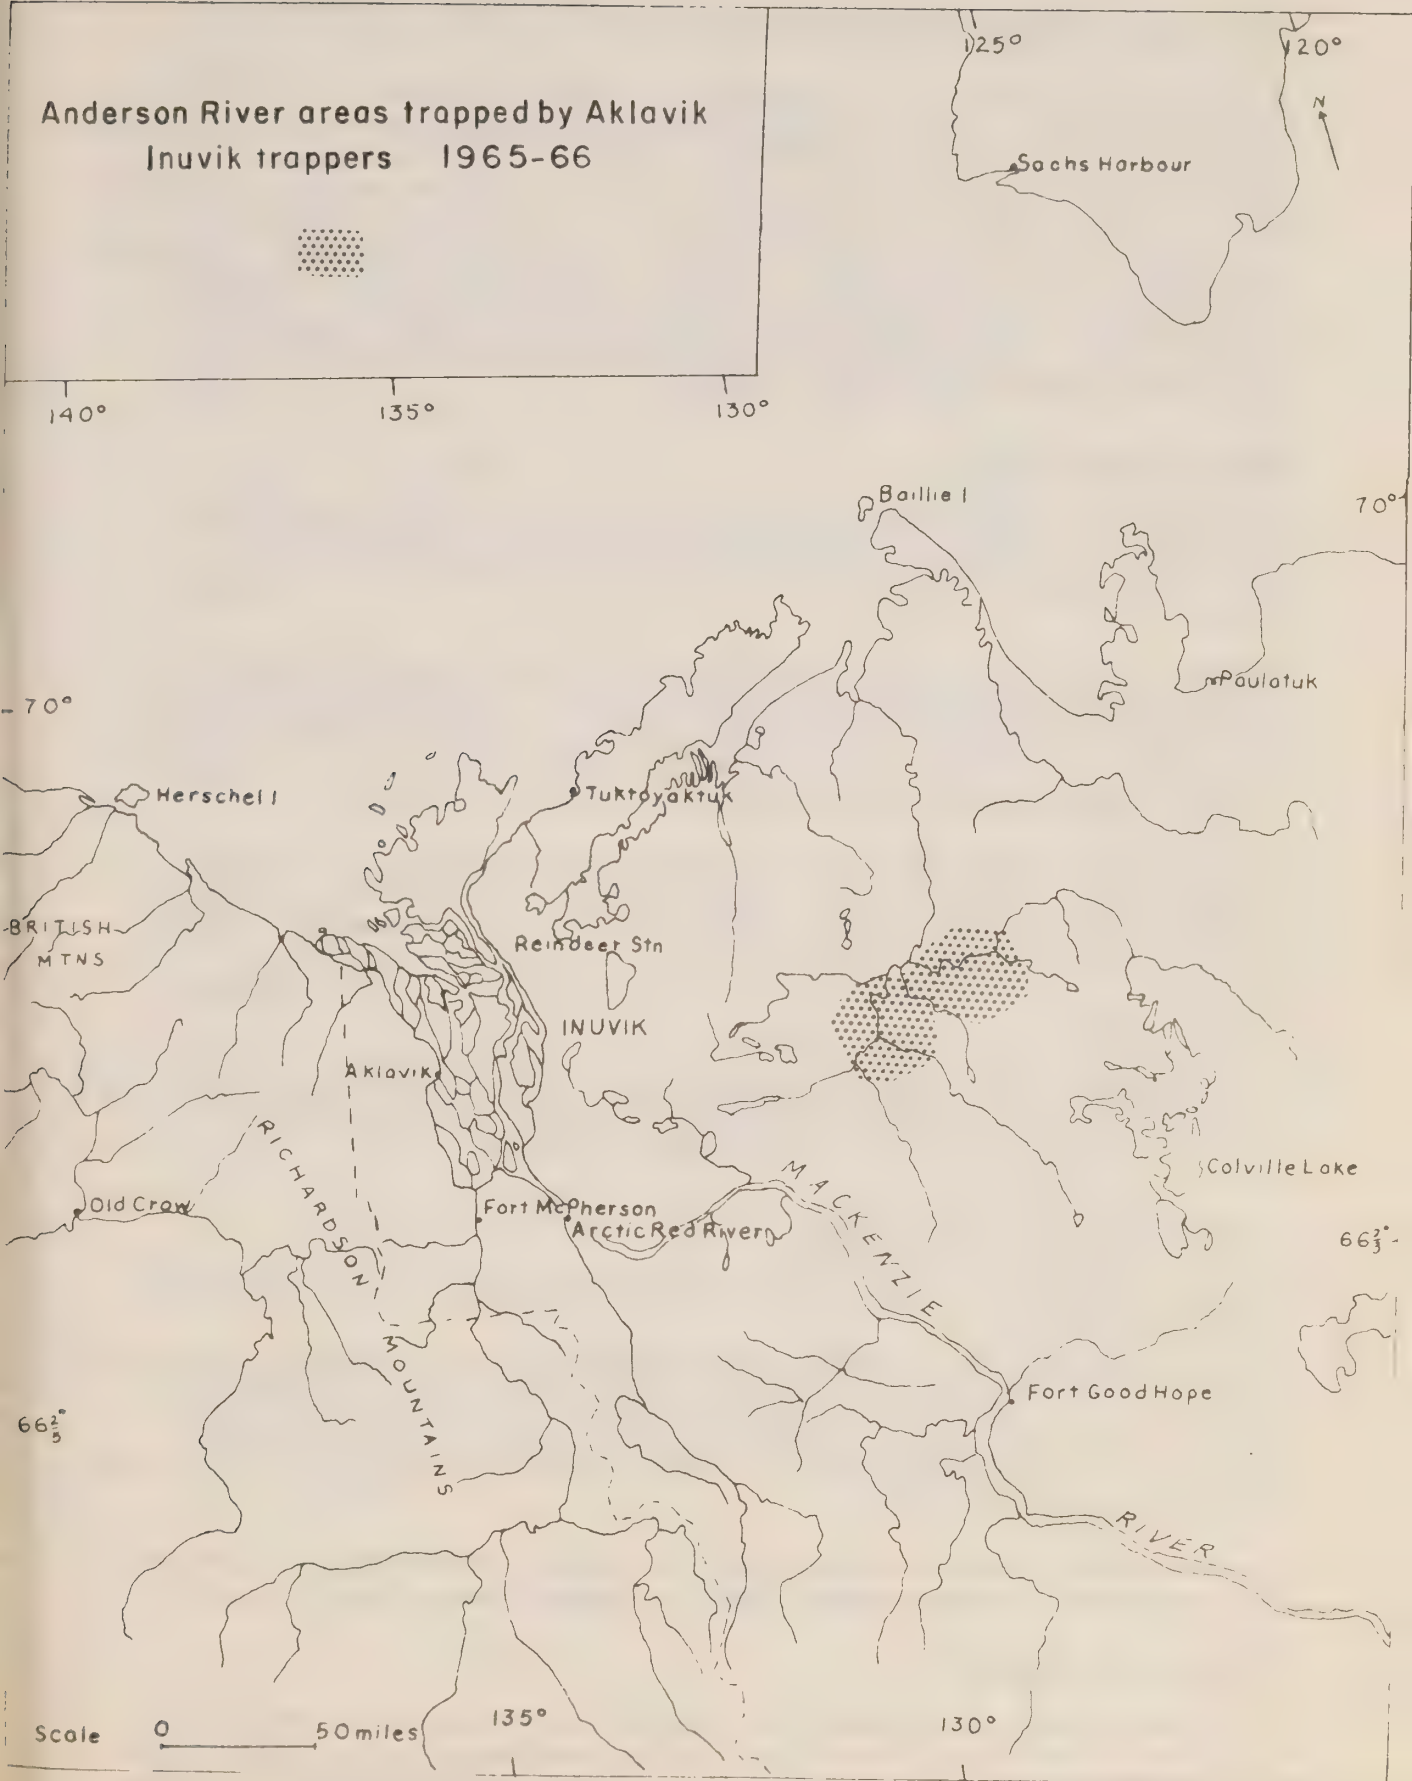 125°
120°
Anderson River areas trapped by Aklavik
Inuvik trappers 1965-66
N
Sachs Harbour
140°
135°
130°
Baillie I
70°
Paulatuk
70°
Herschel I
Tuktoyaktuk
BRITISH
MTNS
Reindeer Stn
INUVIK
Aklavik
RICHARDSON
MOUNTAINS
MACKENZIE
Colville Lake
Old Crow
Fort McPherson
Arctic Red River
66⅔°
Fort Good Hope
66⅔°
RIVER
Scale 0 50 miles
135°
130°